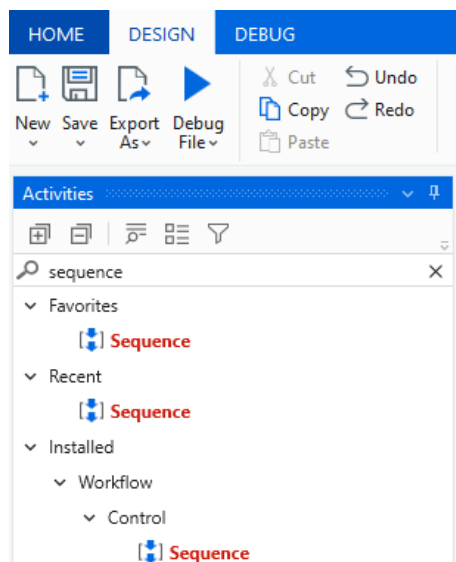 HOME DESIGN DEBUG
New Save Export As Debug File
Cut Undo
Copy Redo
Paste
Activities
sequence
Favorites
Sequence
Recent
Sequence
Installed
Workflow
Control
Sequence